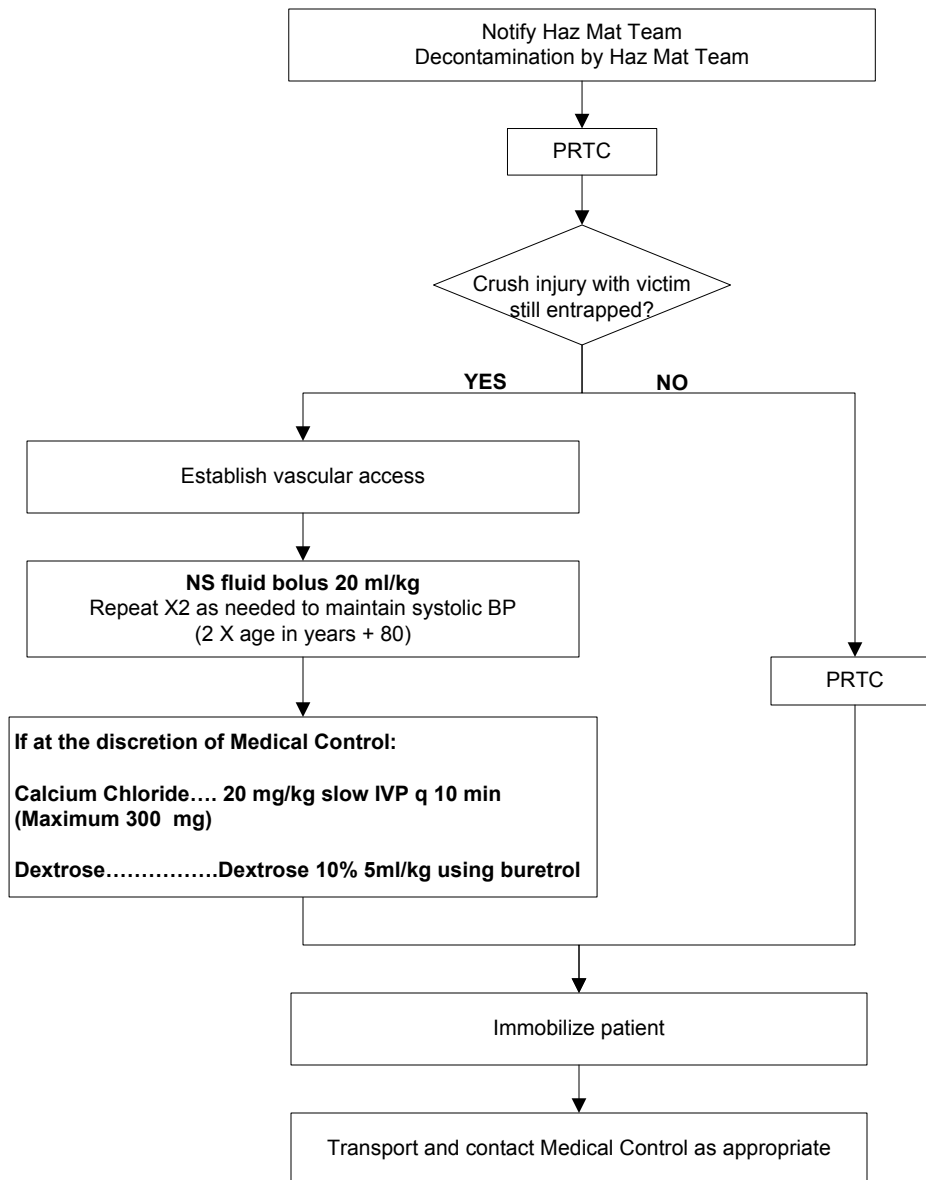 Notify Haz Mat Team
Decontamination by Haz Mat Team
PRTC
Crush injury with victim
still entrapped?
YES
NO
Establish vascular access
NS fluid bolus 20 ml/kg
Repeat X2 as needed to maintain systolic BP
(2 X age in years + 80)
PRTC
If at the discretion of Medical Control:
Calcium Chloride…. 20 mg/kg slow IVP q 10 min
(Maximum 300  mg)
Dextrose…………….Dextrose 10% 5ml/kg using buretrol
Immobilize patient
Transport and contact Medical Control as appropriate